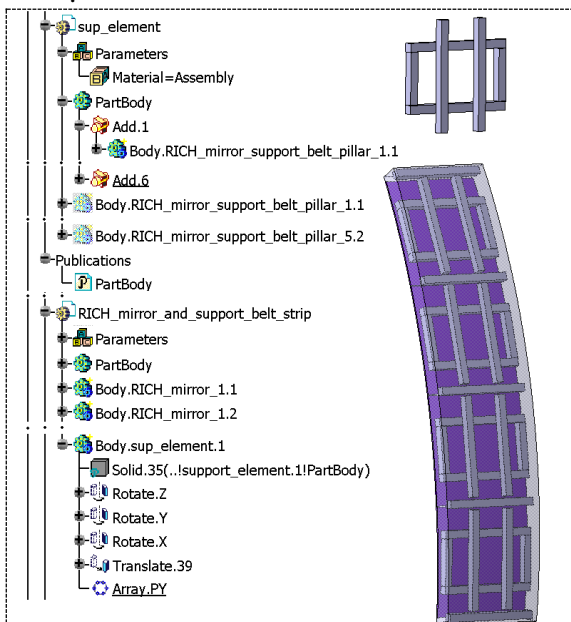 sup_element
Parameters
Material=Assembly
PartBody
Add.1
Body.RICH_mirror_support_belt_pillar_1.1
Add.6
Body.RICH_mirror_support_belt_pillar_1.1
Body.RICH_mirror_support_belt_pillar_5.2
Publications
PartBody
RICH_mirror_and_support_belt_strip
Parameters
PartBody
Body.RICH_mirror_1.1
Body.RICH_mirror_1.2
Body.sup_element.1
Solid.35(..!support_element.1!PartBody)
Rotate.Z
Rotate.Y
Rotate.X
Translate.39
Array.PY